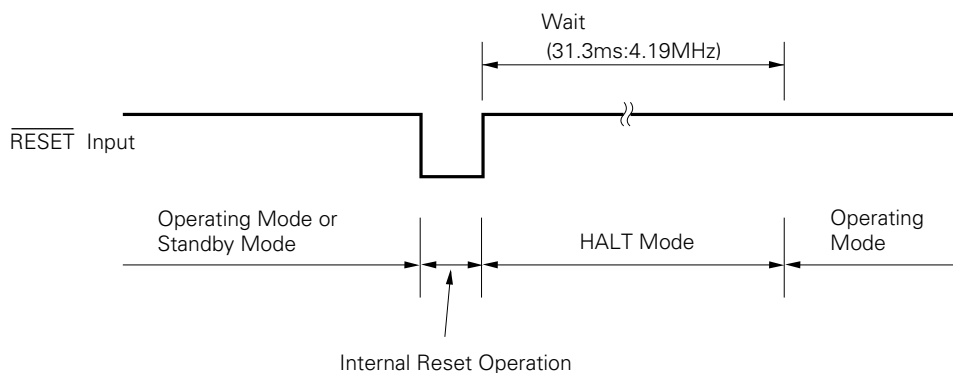 Wait
(31.3ms:4.19MHz)
RESET Input
Operating Mode or
Standby Mode
HALT Mode
Operating
Mode
Internal Reset Operation